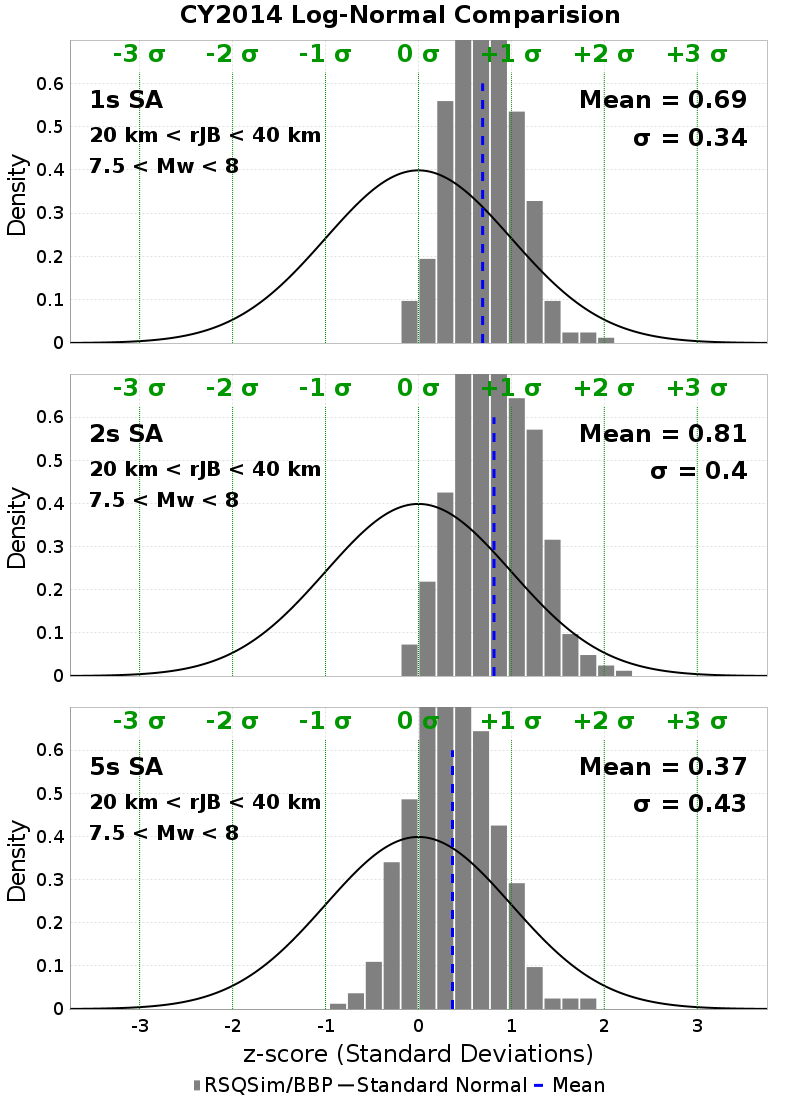 CY2014 Log-Normal Comparision
-3 σ -2 σ -1 σ 0 σ +1 σ +2 σ +3 σ
1s SA
20 km < rJB < 40 km
7.5 < Mw < 8
Mean = 0.69
σ = 0.34
Density
0.6
0.5
0.4
0.3
0.2
0.1
0
-3 σ -2 σ -1 σ 0 σ +1 σ +2 σ +3 σ
2s SA
20 km < rJB < 40 km
7.5 < Mw < 8
Mean = 0.81
σ = 0.4
Density
0.6
0.5
0.4
0.3
0.2
0.1
0
-3 σ -2 σ -1 σ 0 σ +1 σ +2 σ +3 σ
5s SA
20 km < rJB < 40 km
7.5 < Mw < 8
Mean = 0.37
σ = 0.43
Density
0.6
0.5
0.4
0.3
0.2
0.1
0
-3 -2 -1 0 1 2 3
z-score (Standard Deviations)
RSQSim/BBP Standard Normal Mean